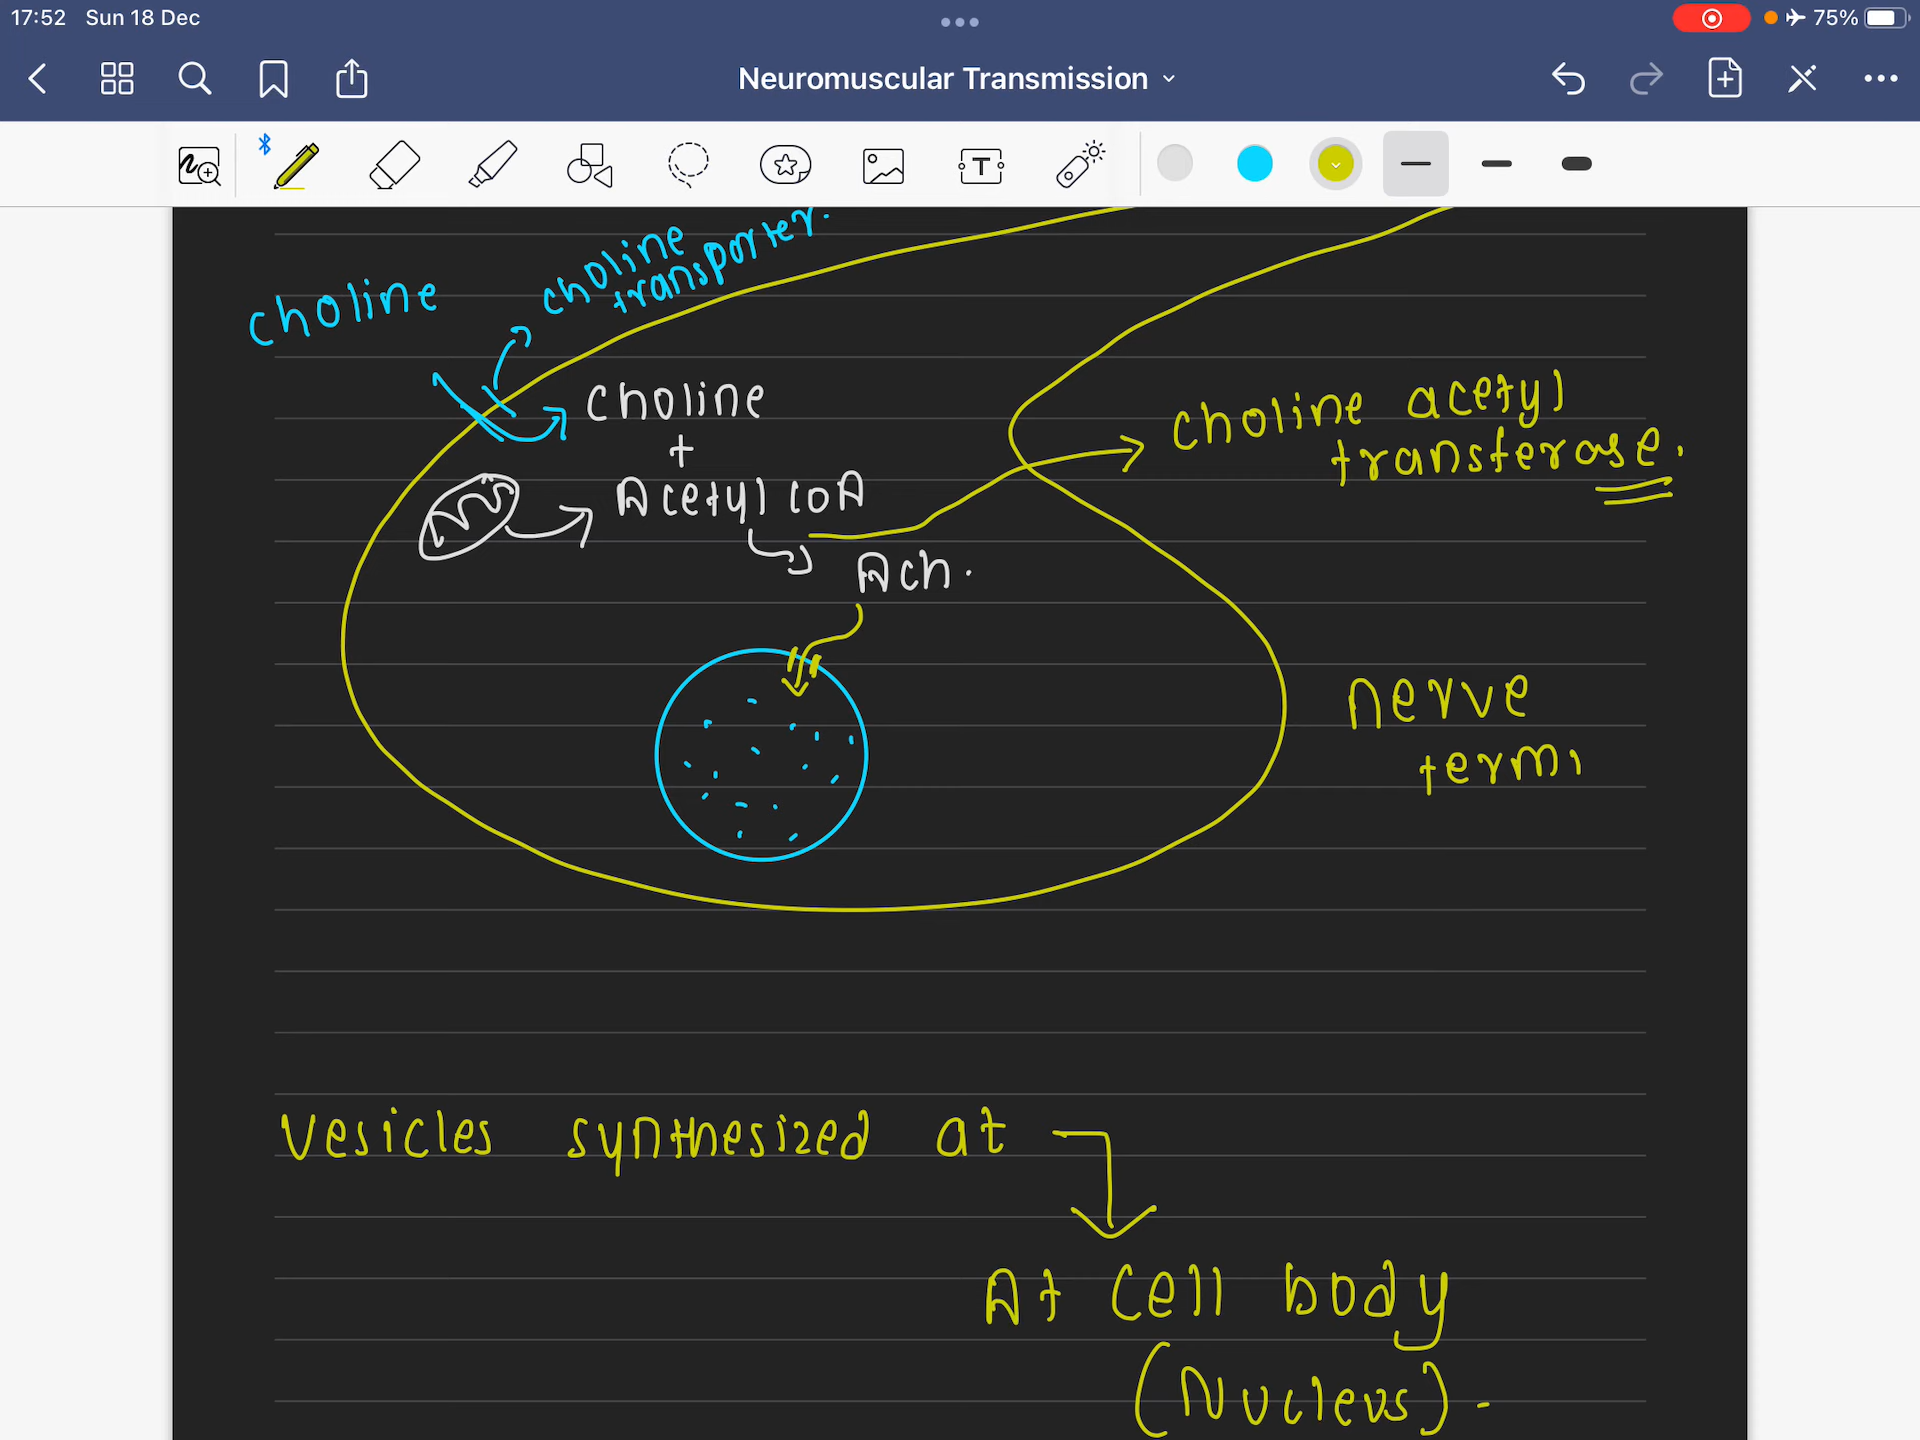 17:52 Sun 18 Dec
75%
Neuromuscular Transmission
T
choline
choline
transporter.
choline
+
Acetyl coA
Ach.
choline acetyl
transferase.
nerve
termi
vesicles synthesized at
At cell body
(Nucleus).